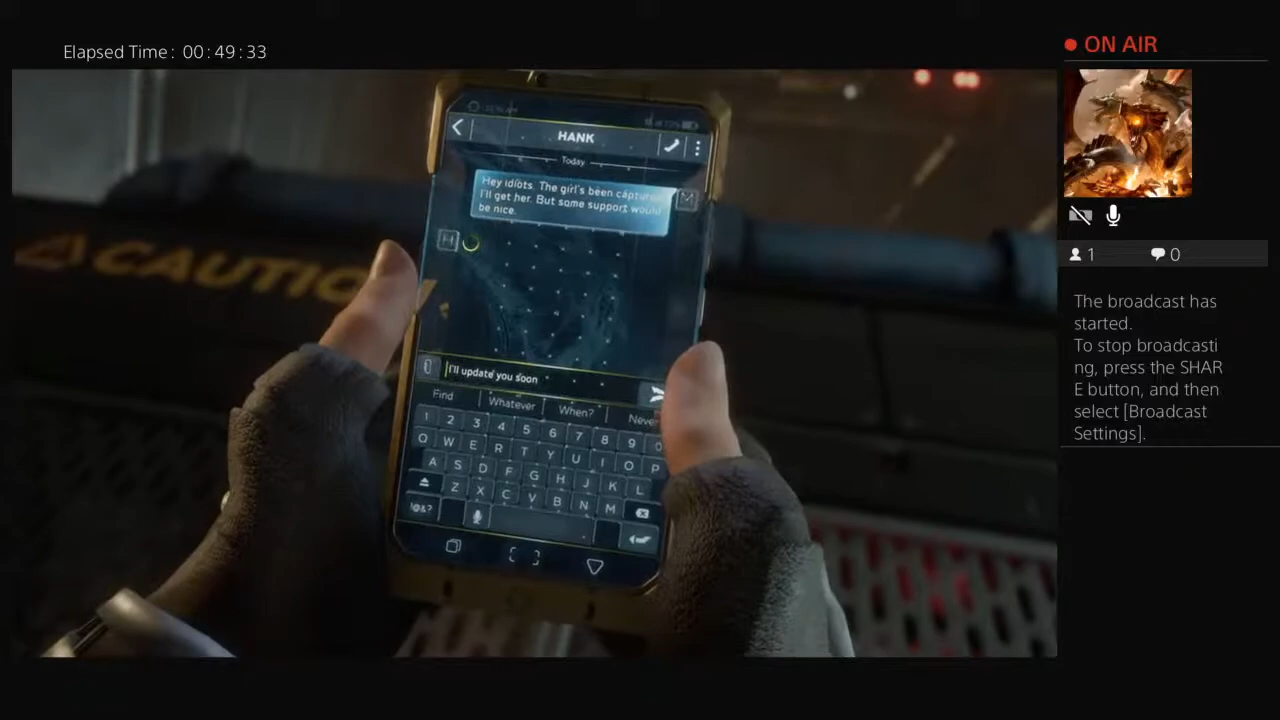 Elapsed Time: 00:49:33
ON AIR
HANK
Today
Hey idiots. The girl's been
I'll get her. But some support would
be nice.
CAUTION
I'll update you soon
Find Whatever When?
1 2 3 4 5 6 7 8 9 0
Q W E R T Y U I O P
A S D F G H J K L
Z X C V B N M
!@&?
1 0
The broadcast has
started.
To stop broadcasti
ng, press the SHAR
E button, and then
select [Broadcast
Settings].